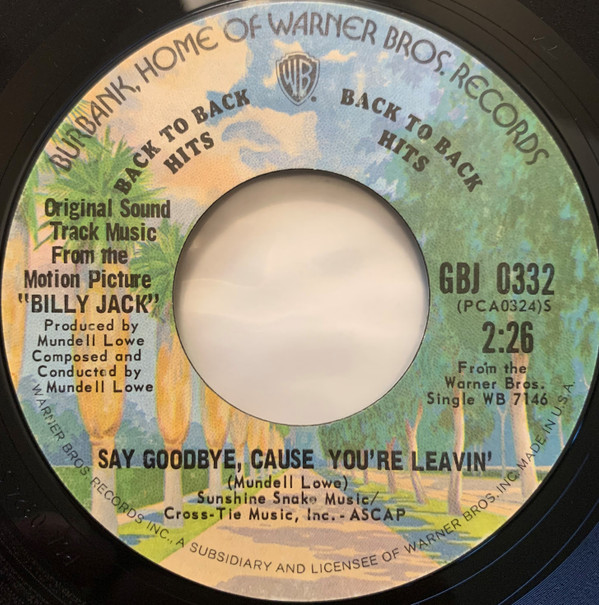 BURBANK, HOME OF WARNER BROS. RECORDS
WB
BACK TO BACK
HITS
BACK TO BACK
HITS
Original Sound
Track Music
From the
Motion Picture
"BILLY JACK"
Produced by
Mundell Lowe
Composed and
Conducted by
Mundell Lowe
GBJ 0332
(PCA0324)S
2:26
From the
Warner Bros.
Single WB 7146
SAY GOODBYE, CAUSE YOU'RE LEAVIN'
(Mundell Lowe)
Sunshine Snake Music/
Cross-Tie Music, Inc. - ASCAP
WARNER BROS. RECORDS INC., A SUBSIDIARY AND LICENSEE OF WARNER BROS. INC. MADE IN U.S.A.